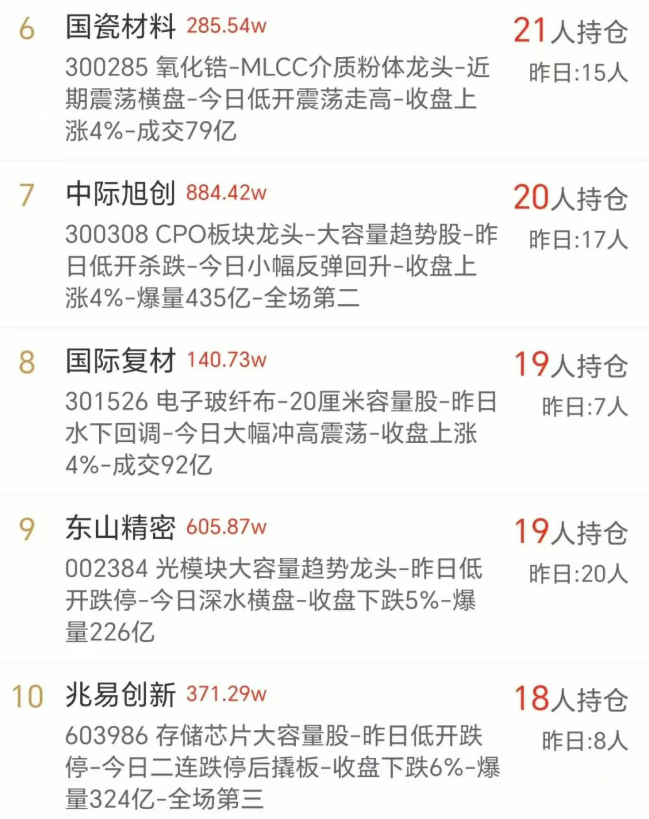 6 国瓷材料 285.54w 21人持仓
300285 氧化锆-MLCC介质粉体龙头-近 昨日:15人
期震荡横盘-今日低开震荡走高-收盘上
涨4%-成交79亿
7 中际旭创 884.42w 20人持仓
300308 CPO板块龙头-大容量趋势股-昨 昨日:17人
日低开杀跌-今日小幅反弹回升-收盘上
涨4%-爆量435亿-全场第二
8 国际复材 140.73w 19人持仓
301526 电子玻纤布-20厘米容量股-昨日 昨日:7人
水下回调-今日大幅冲高震荡-收盘上涨
4%-成交92亿
9 东山精密 605.87w 19人持仓
002384 光模块大容量趋势龙头-昨日低 昨日:20人
开跌停-今日深水横盘-收盘下跌5%-爆
量226亿
10 兆易创新 371.29w 18人持仓
603986 存储芯片大容量股-昨日低开跌 昨日:8人
停-今日二连跌停后撬板-收盘下跌6%-爆
量324亿-全场第三